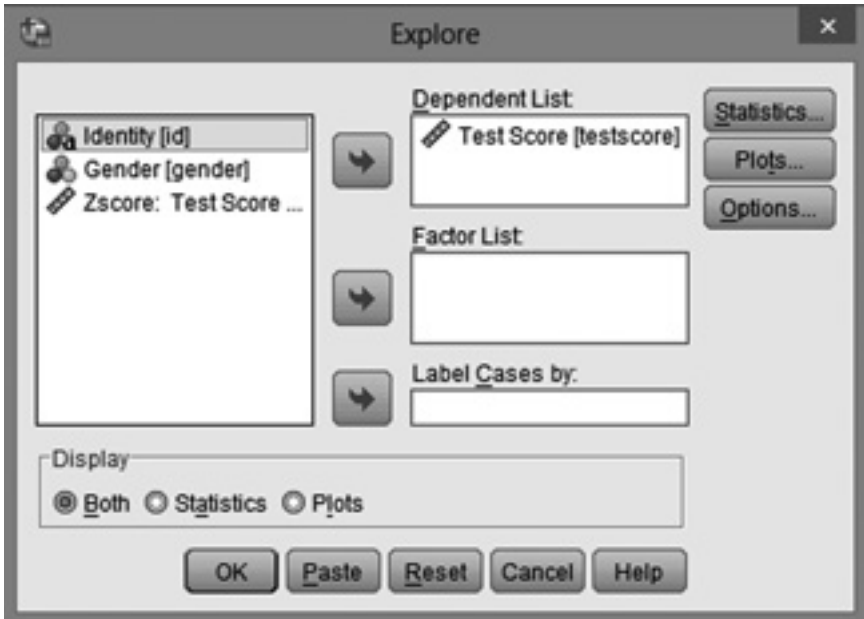 Explore
Dependent List:
Identity [id]
Gender [gender]
Zscore: Test Score ...
Test Score [testscore]
Statistics...
Plots...
Options...
Factor List:
Label Cases by:
Display
Both Statistics Plots
OK Paste Reset Cancel Help